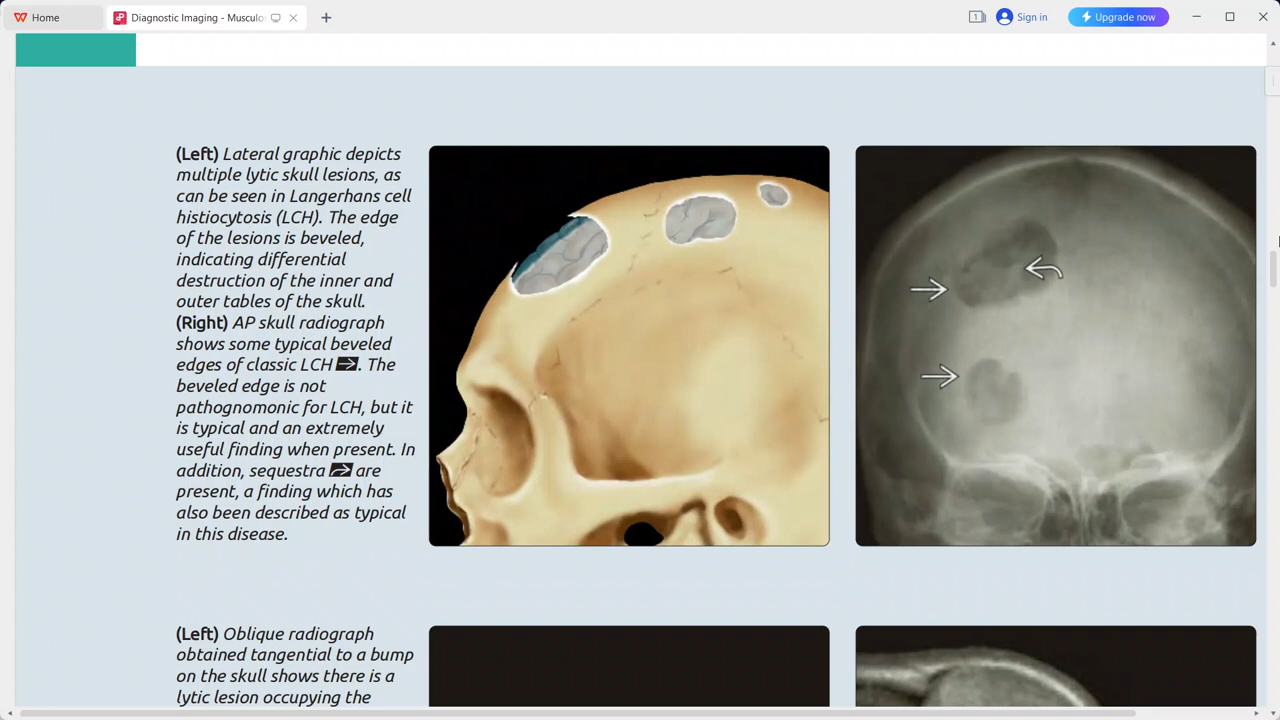 Home
Diagnostic Imaging - Musculos
1
Sign in
Upgrade now
(Left) Lateral graphic depicts
multiple lytic skull lesions, as
can be seen in Langerhans cell
histiocytosis (LCH). The edge
of the lesions is beveled,
indicating differential
destruction of the inner and
outer tables of the skull.
(Right) AP skull radiograph
shows some typical beveled
edges of classic LCH ➡. The
beveled edge is not
pathognomonic for LCH, but it
is typical and an extremely
useful finding when present. In
addition, sequestra ↪ are
present, a finding which has
also been described as typical
in this disease.
(Left) Oblique radiograph
obtained tangential to a bump
on the skull shows there is a
lytic lesion occupying the